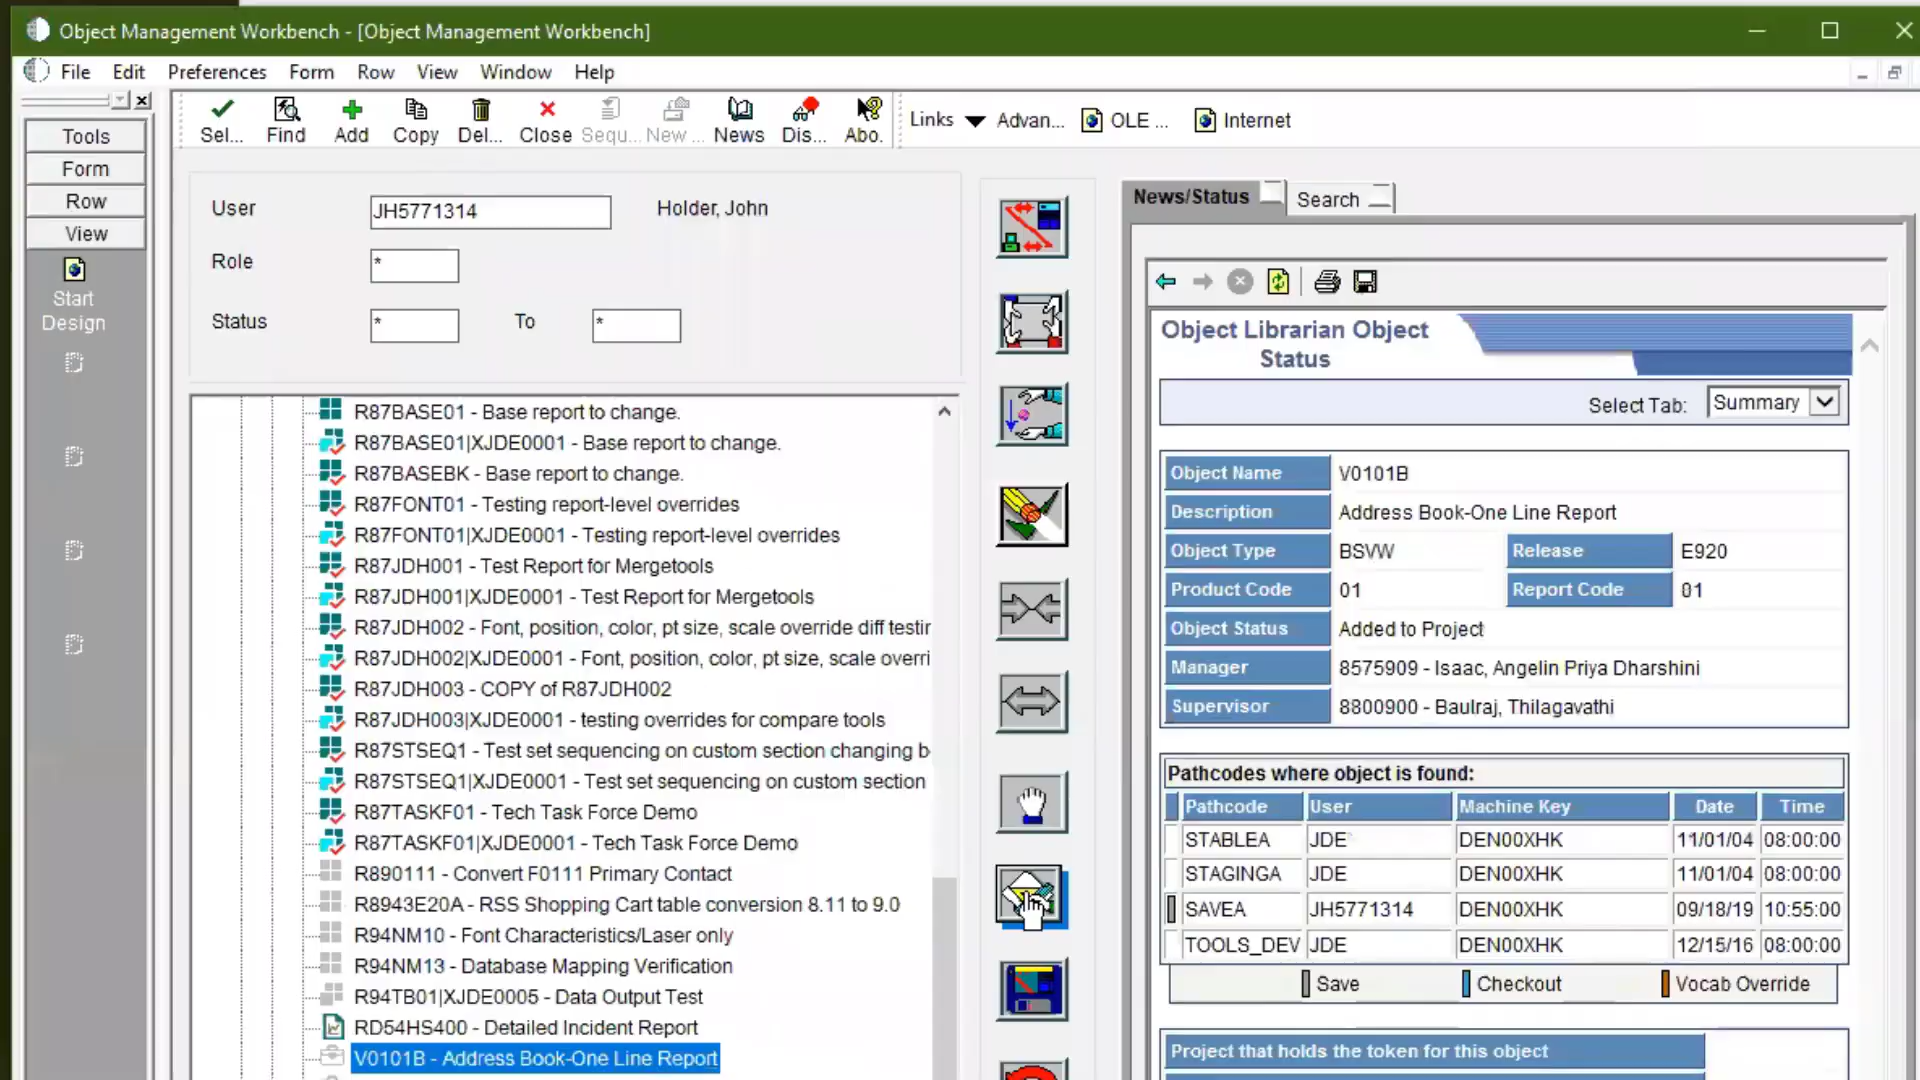 Object Management Workbench - [Object Management Workbench]
File Edit Preferences Form Row View Window Help
Sel... Find Add Copy Del... Close Sequ... New ... News Dis... Abo. Links Advan... OLE ... Internet
Tools
Form
Row
View
Start
Design
User JH5771314 Holder, John
Role *
Status * To *
R87BASE01 - Base report to change.
R87BASE01|XJDE0001 - Base report to change.
R87BASEBK - Base report to change.
R87FONT01 - Testing report-level overrides
R87FONT01|XJDE0001 - Testing report-level overrides
R87JDH001 - Test Report for Mergetools
R87JDH001|XJDE0001 - Test Report for Mergetools
R87JDH002 - Font, position, color, pt size, scale override diff testin
R87JDH002|XJDE0001 - Font, position, color, pt size, scale overri
R87JDH003 - COPY of R87JDH002
R87JDH003|XJDE0001 - testing overrides for compare tools
R87STSEQ1 - Test set sequencing on custom section changing b
R87STSEQ1|XJDE0001 - Test set sequencing on custom section
R87TASKF01 - Tech Task Force Demo
R87TASKF01|XJDE0001 - Tech Task Force Demo
R890111 - Convert F0111 Primary Contact
R8943E20A - RSS Shopping Cart table conversion 8.11 to 9.0
R94NM10 - Font Characteristics/Laser only
R94NM13 - Database Mapping Verification
R94TB01|XJDE0005 - Data Output Test
RD54HS400 - Detailed Incident Report
V0101B - Address Book-One Line Report
News/Status Search
Object Librarian Object
Status
Select Tab: Summary
Object Name V0101B
Description Address Book-One Line Report
Object Type BSVW Release E920
Product Code 01 Report Code 01
Object Status Added to Project
Manager 8575909 - Isaac, Angelin Priya Dharshini
Supervisor 8800900 - Baulraj, Thilagavathi
Pathcodes where object is found:
Pathcode User Machine Key Date Time
STABLEA JDE DEN00XHK 11/01/04 08:00:00
STAGINGA JDE DEN00XHK 11/01/04 08:00:00
SAVEA JH5771314 DEN00XHK 09/18/19 10:55:00
TOOLS_DEV JDE DEN00XHK 12/15/16 08:00:00
Save Checkout Vocab Override
Project that holds the token for this object